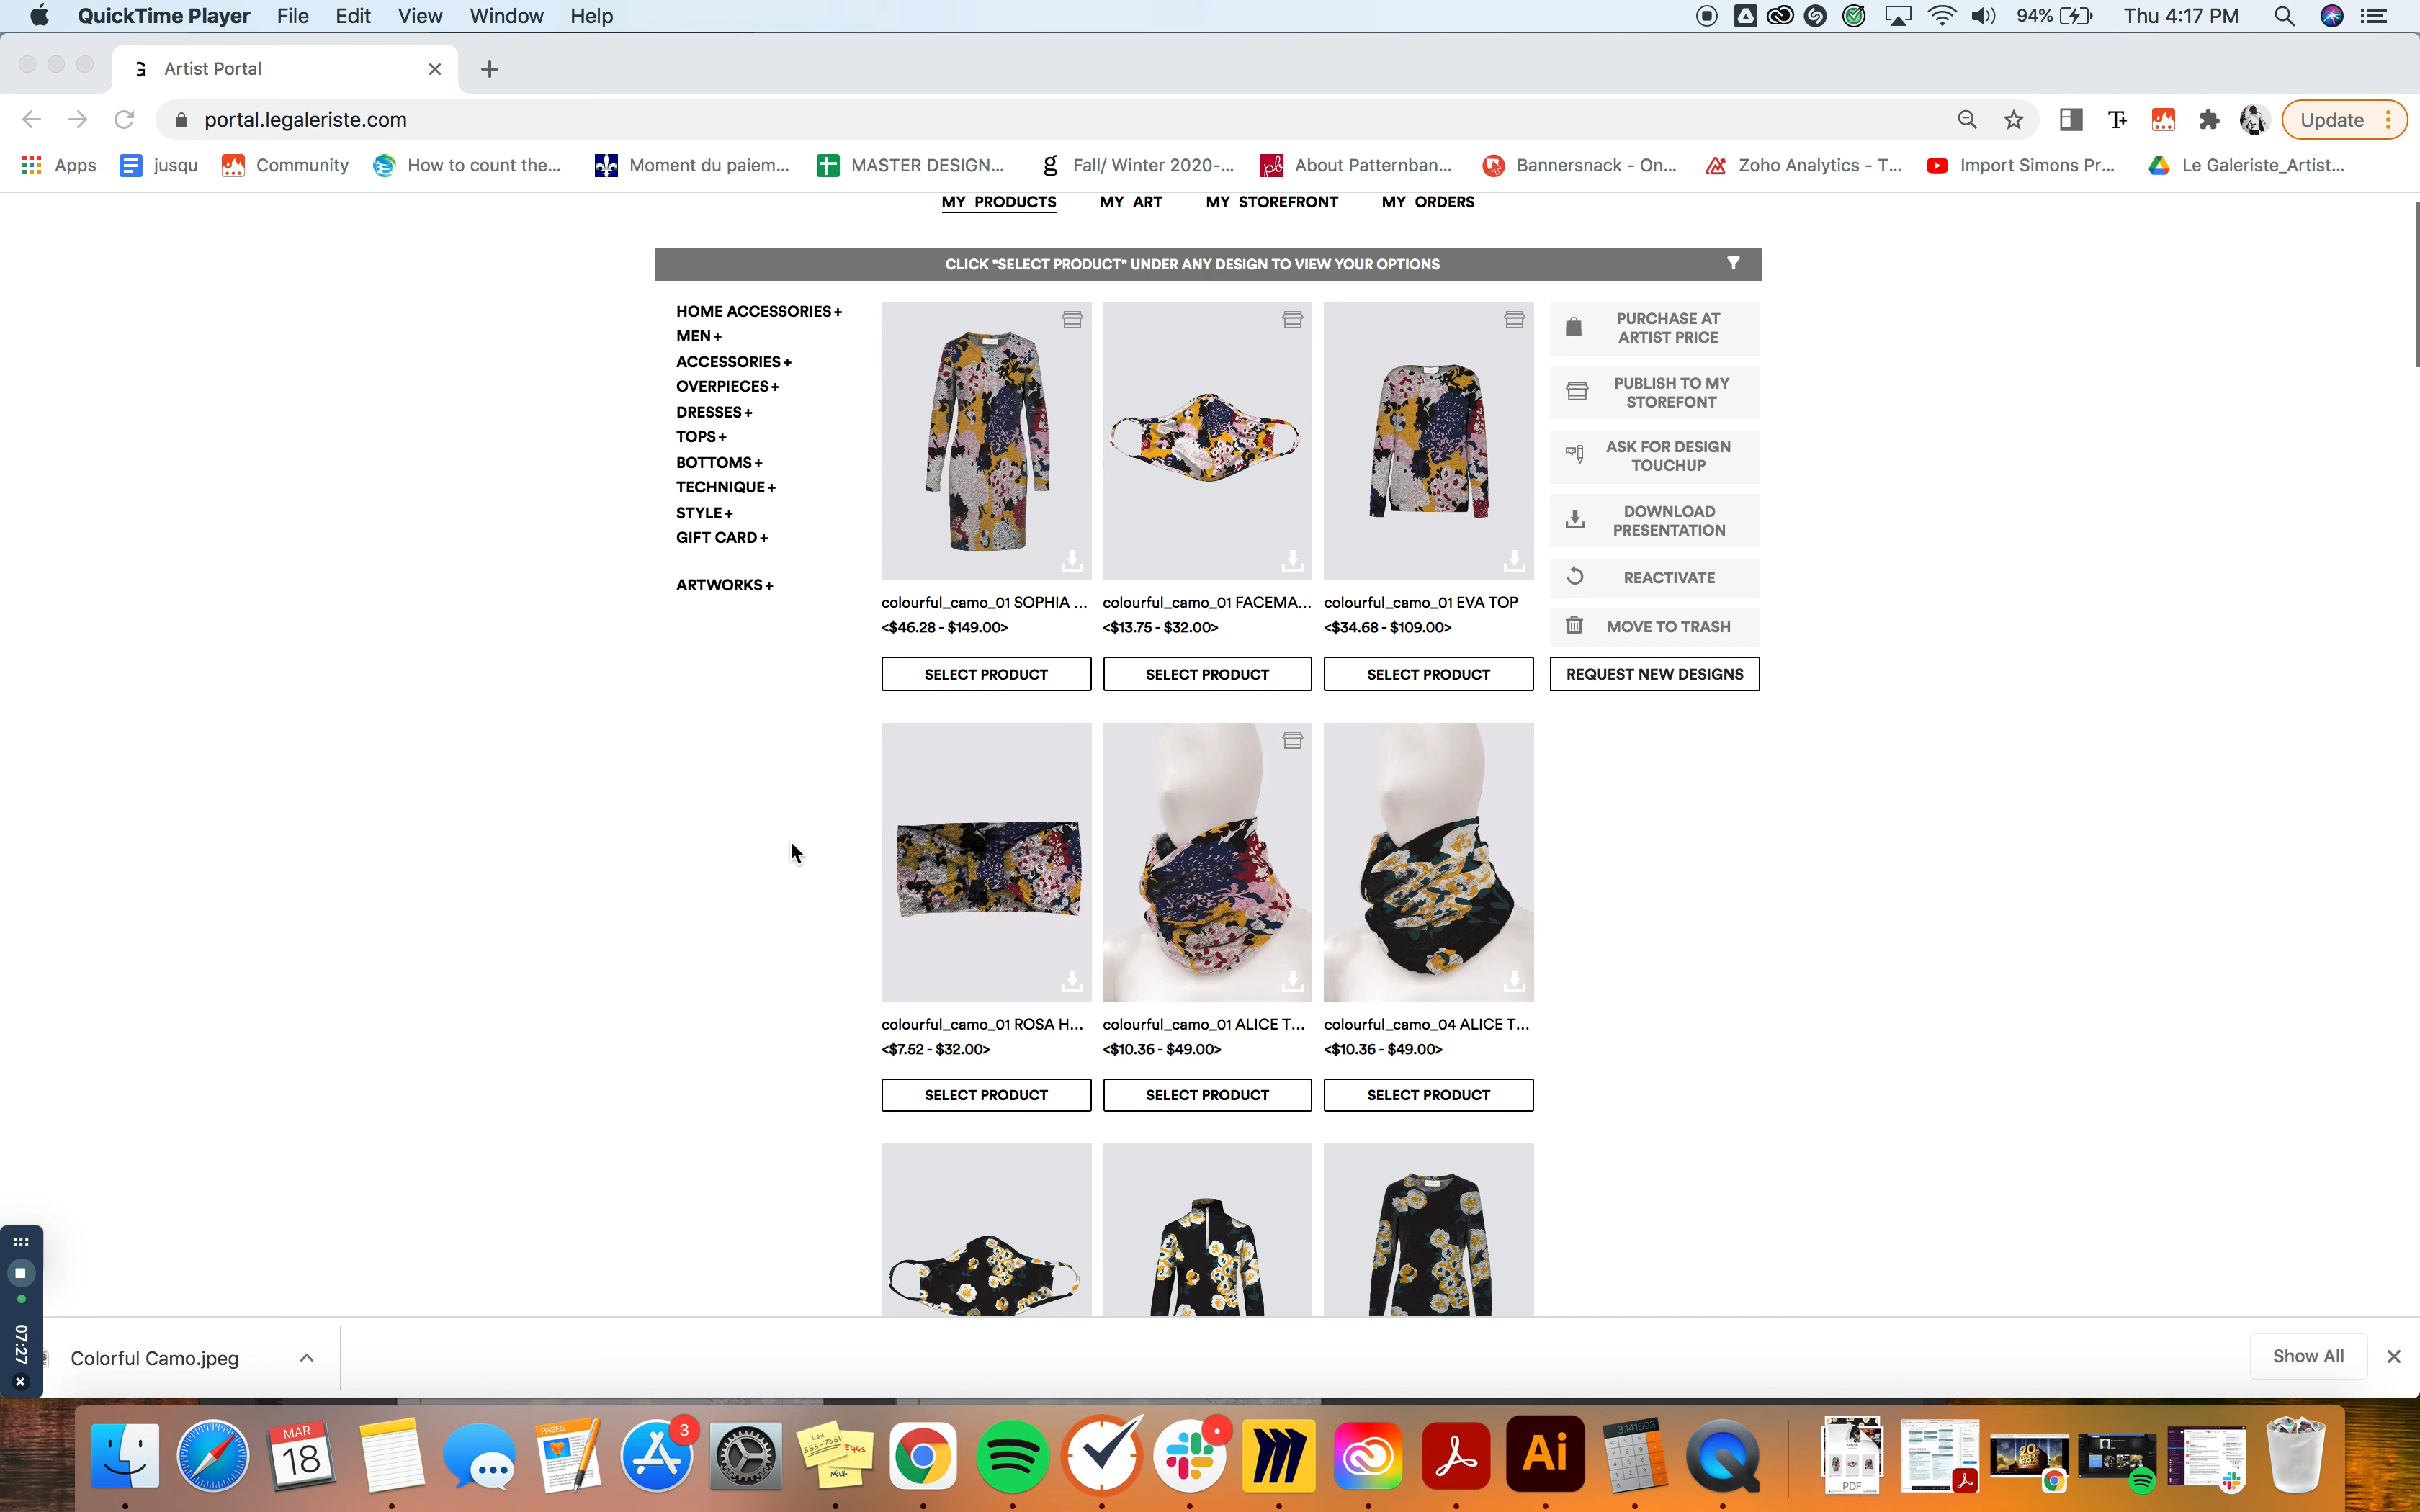 QuickTime Player File Edit View Window Help 94% Thu 4:17 PM
Artist Portal
portal.legaleriste.com Update
Apps jusqu Community How to count the... Moment du paiem... MASTER DESIGN... Fall/ Winter 2020-... About Patternban... Bannersnack - On... Zoho Analytics - T... Import Simons Pr... Le Galeriste_Artist...
MY PRODUCTS MY ART MY STOREFRONT MY ORDERS
CLICK "SELECT PRODUCT" UNDER ANY DESIGN TO VIEW YOUR OPTIONS
HOME ACCESSORIES+
MEN+
ACCESSORIES+
OVERPIECES+
DRESSES+
TOPS+
BOTTOMS+
TECHNIQUE+
STYLE+
GIFT CARD+
ARTWORKS+
colourful_camo_01 SOPHIA ... colourful_camo_01 FACEMA... colourful_camo_01 EVA TOP
<$46.28 - $149.00> <$13.75 - $32.00> <$34.68 - $109.00>
SELECT PRODUCT SELECT PRODUCT SELECT PRODUCT
PURCHASE AT
ARTIST PRICE
PUBLISH TO MY
STOREFONT
ASK FOR DESIGN
TOUCHUP
DOWNLOAD
PRESENTATION
REACTIVATE
MOVE TO TRASH
REQUEST NEW DESIGNS
colourful_camo_01 ROSA H... colourful_camo_01 ALICE T... colourful_camo_04 ALICE T...
<$7.52 - $32.00> <$10.36 - $49.00> <$10.36 - $49.00>
SELECT PRODUCT SELECT PRODUCT SELECT PRODUCT
07:27
Colorful Camo.jpeg Show All
MAR
18
PAGES
3
EGGS
MILK
Ai
3.141593
PDF